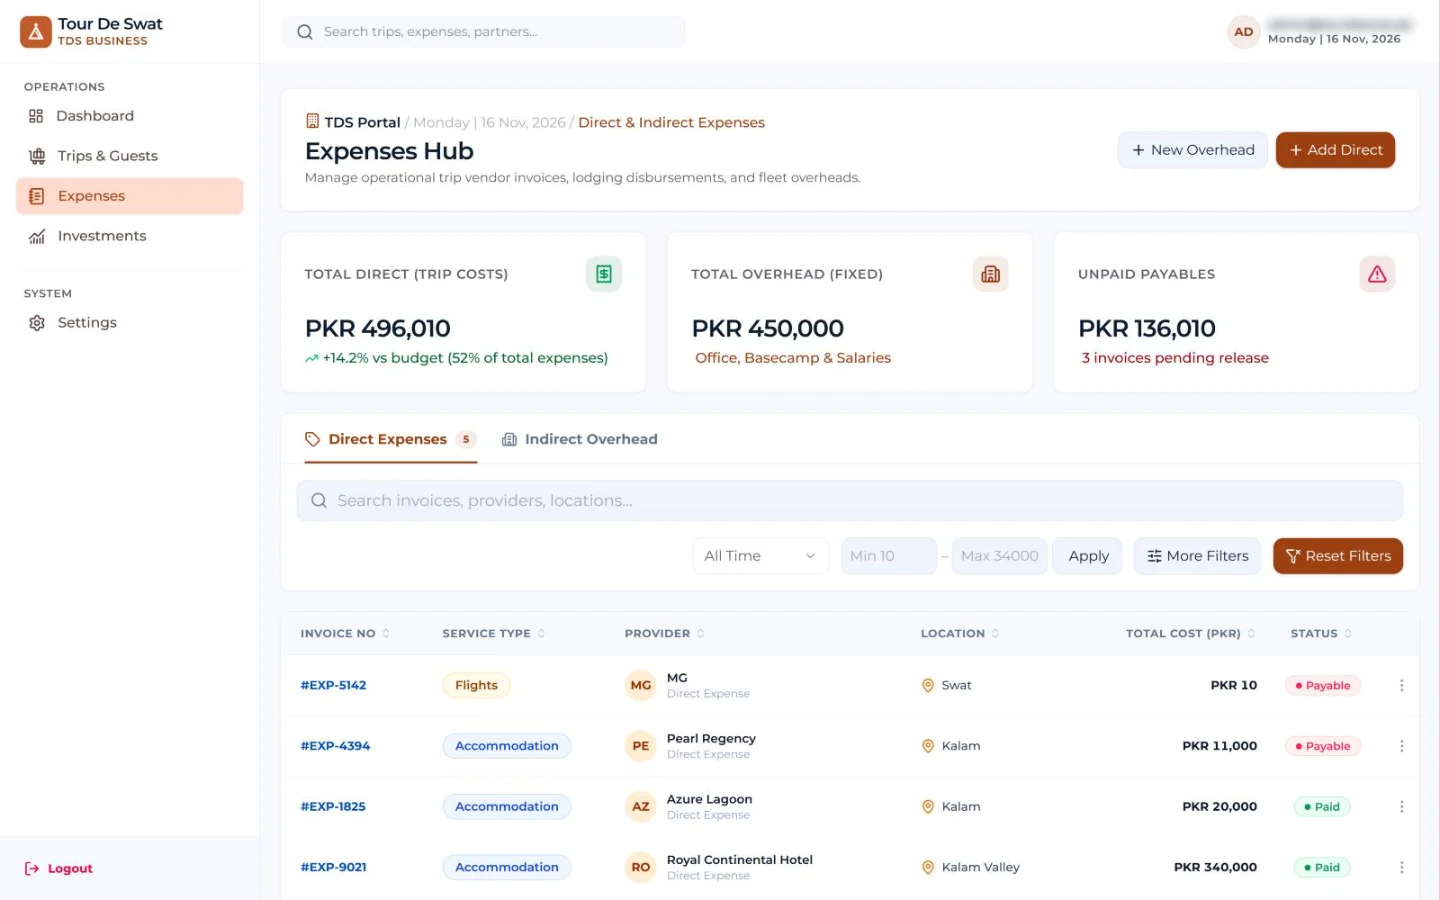 Tour De Swat
TDS BUSINESS
Search trips, expenses, partners...
AD
Monday | 16 Nov, 2026
OPERATIONS
Dashboard
Trips & Guests
Expenses
Investments
SYSTEM
Settings
Logout
TDS Portal / Monday | 16 Nov, 2026 / Direct & Indirect Expenses
Expenses Hub
Manage operational trip vendor invoices, lodging disbursements, and fleet overheads.
+ New Overhead
+ Add Direct
TOTAL DIRECT (TRIP COSTS)
PKR 496,010
+14.2% vs budget (52% of total expenses)
TOTAL OVERHEAD (FIXED)
PKR 450,000
Office, Basecamp & Salaries
UNPAID PAYABLES
PKR 136,010
3 invoices pending release
Direct Expenses 5
Indirect Overhead
Search invoices, providers, locations...
All Time
Min 10 – Max 34000
Apply
More Filters
Reset Filters
INVOICE NO SERVICE TYPE PROVIDER LOCATION TOTAL COST (PKR) STATUS
#EXP-5142 Flights MG MG Direct Expense Swat PKR 10 Payable
#EXP-4394 Accommodation PE Pearl Regency Direct Expense Kalam PKR 11,000 Payable
#EXP-1825 Accommodation AZ Azure Lagoon Direct Expense Kalam PKR 20,000 Paid
#EXP-9021 Accommodation RO Royal Continental Hotel Direct Expense Kalam Valley PKR 340,000 Paid